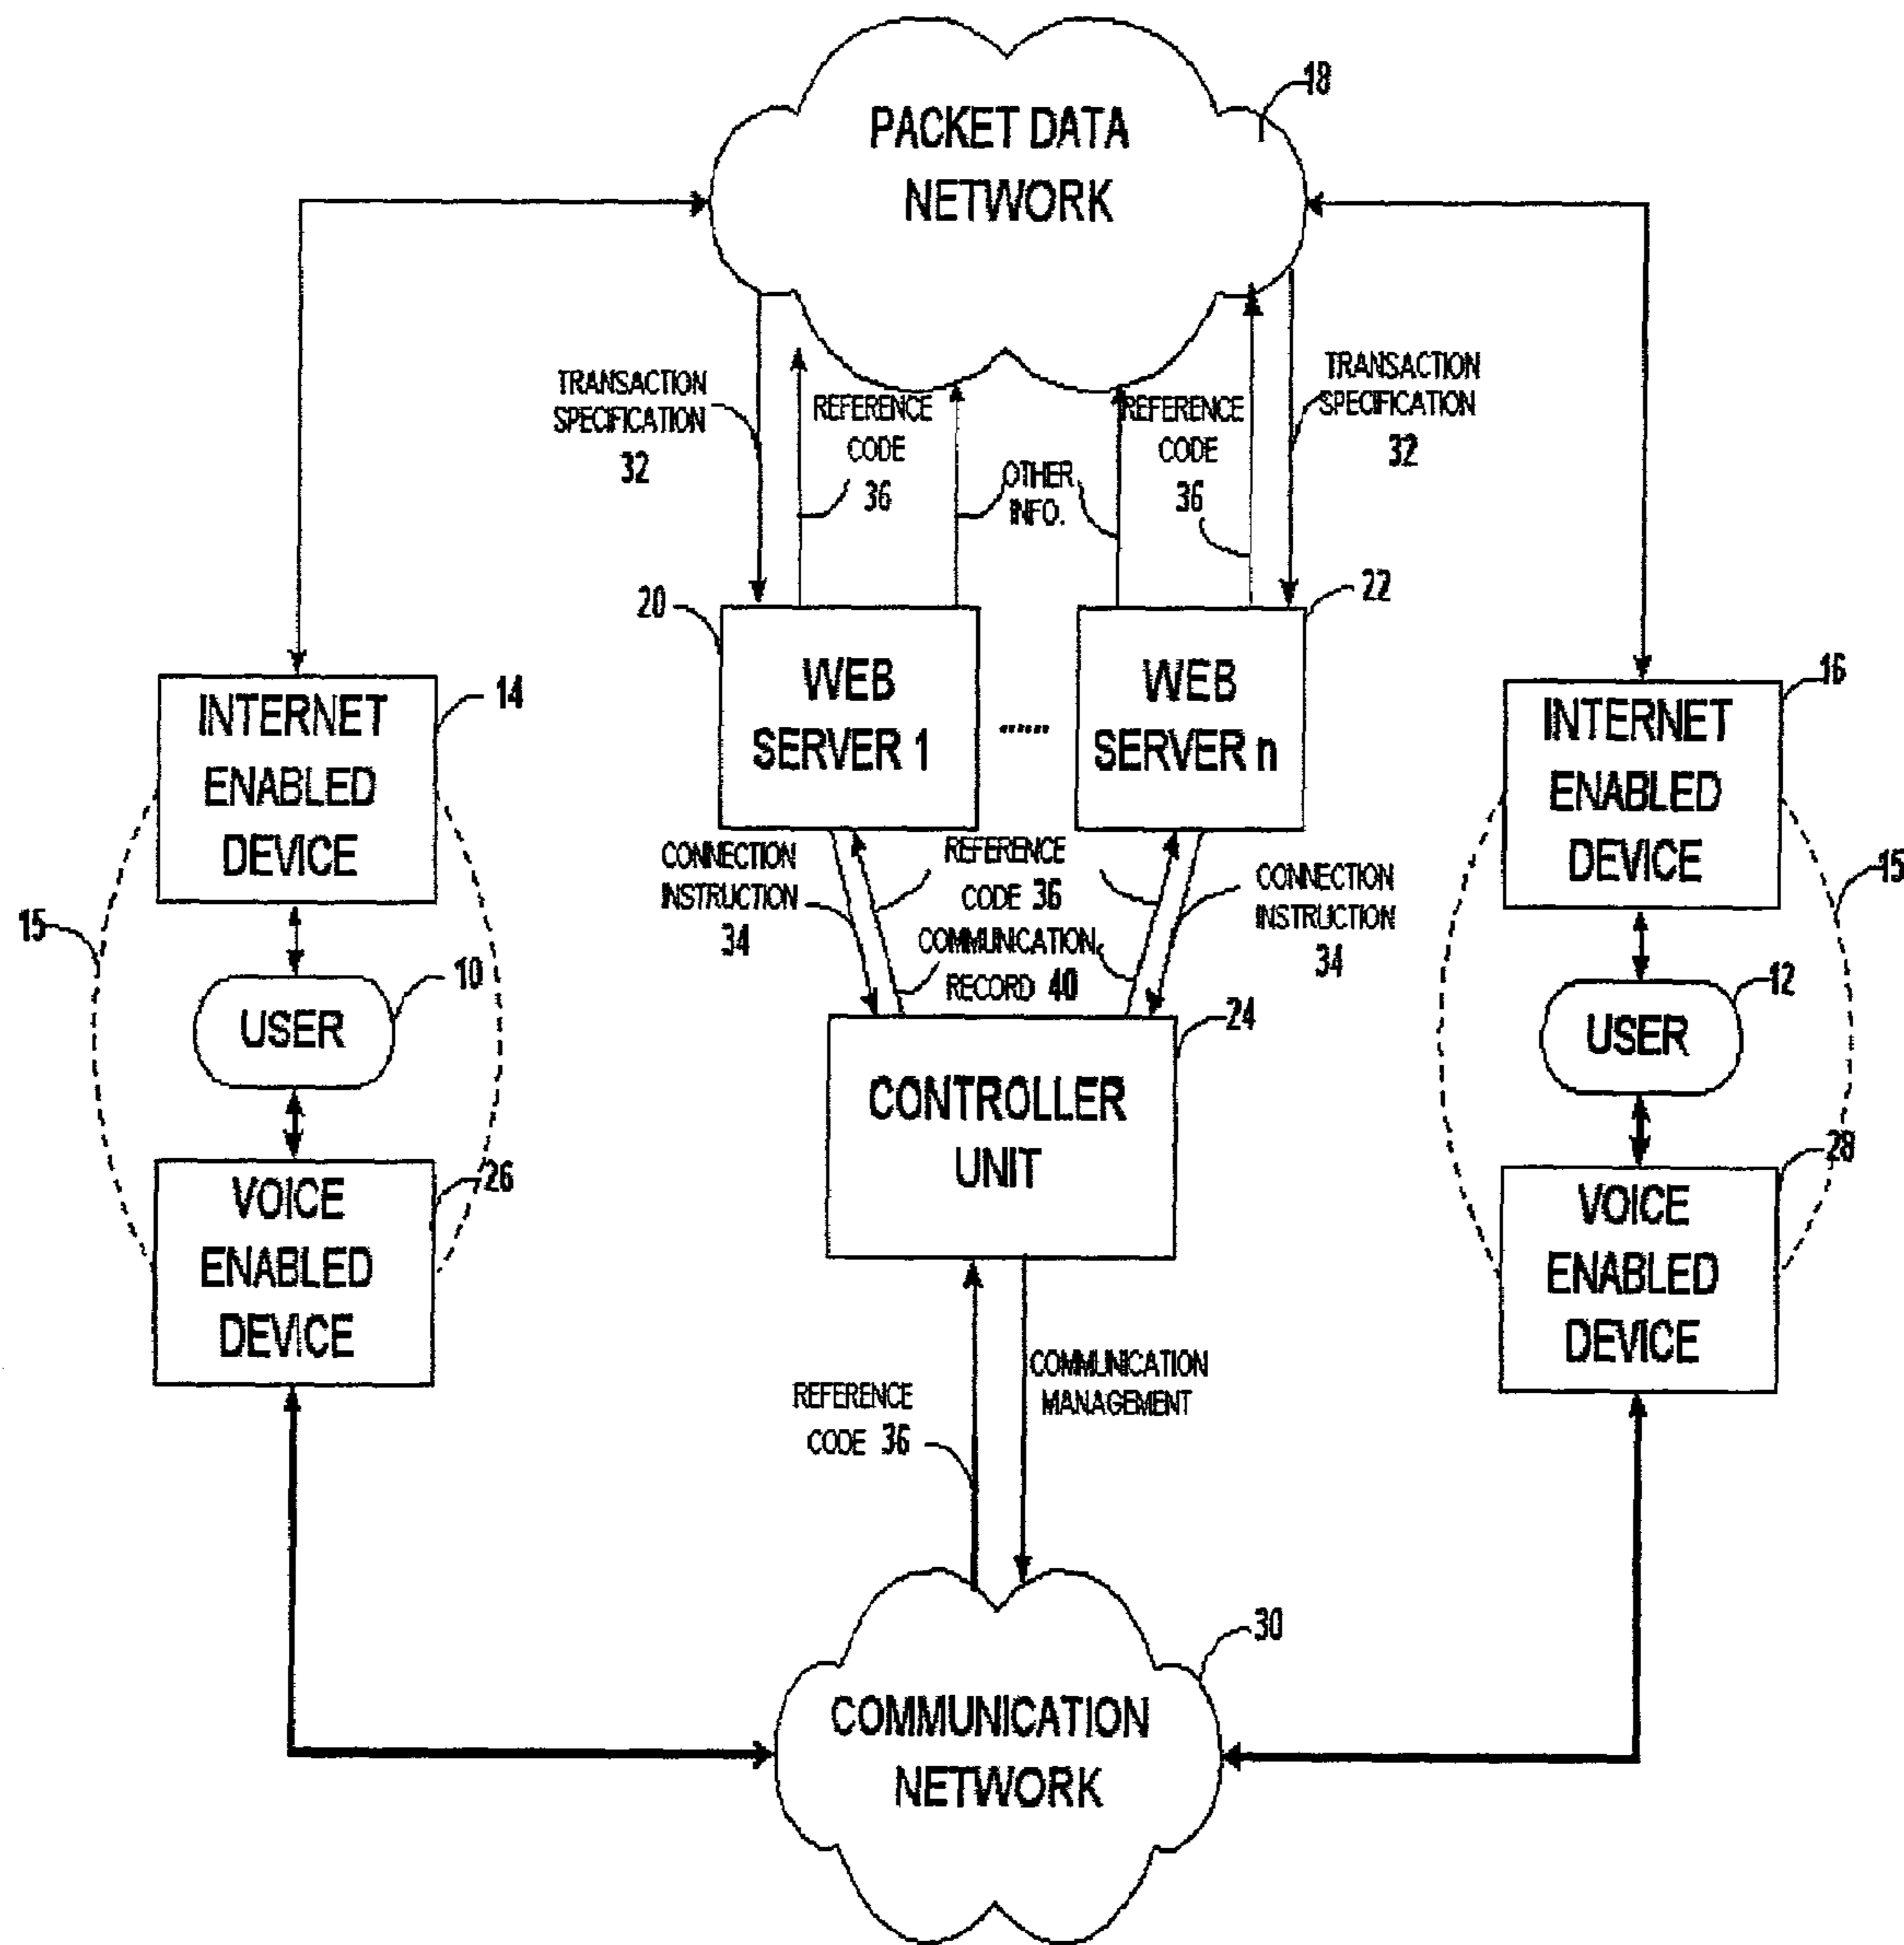 18
PACKET DATA
NETWORK
TRANSACTION
SPECIFICATION
32
REFERENCE
CODE
36
OTHER
INFO.
REFERENCE
CODE
36
TRANSACTION
SPECIFICATION
32
20
22
WEB
SERVER 1
......
WEB
SERVER n
14
INTERNET
ENABLED
DEVICE
16
INTERNET
ENABLED
DEVICE
CONNECTION
INSTRUCTION
34
REFERENCE
CODE 36
COMMUNICATION
RECORD 40
CONNECTION
INSTRUCTION
34
15
15
10
USER
12
USER
24
CONTROLLER
UNIT
26
VOICE
ENABLED
DEVICE
28
VOICE
ENABLED
DEVICE
REFERENCE
CODE 36
COMMUNICATION
MANAGEMENT
30
COMMUNICATION
NETWORK